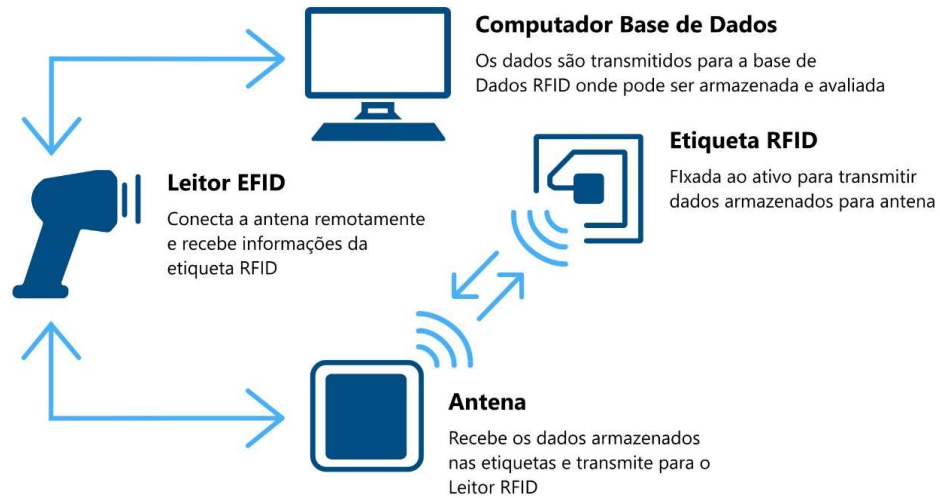 Computador Base de Dados
Os dados são transmitidos para a base de
Dados RFID onde pode ser armazenada e avaliada
Etiqueta RFID
FIxada ao ativo para transmitir
dados armazenados para antena
Leitor EFID
Conecta a antena remotamente
e recebe informações da
etiqueta RFID
Antena
Recebe os dados armazenados
nas etiquetas e transmite para o
Leitor RFID